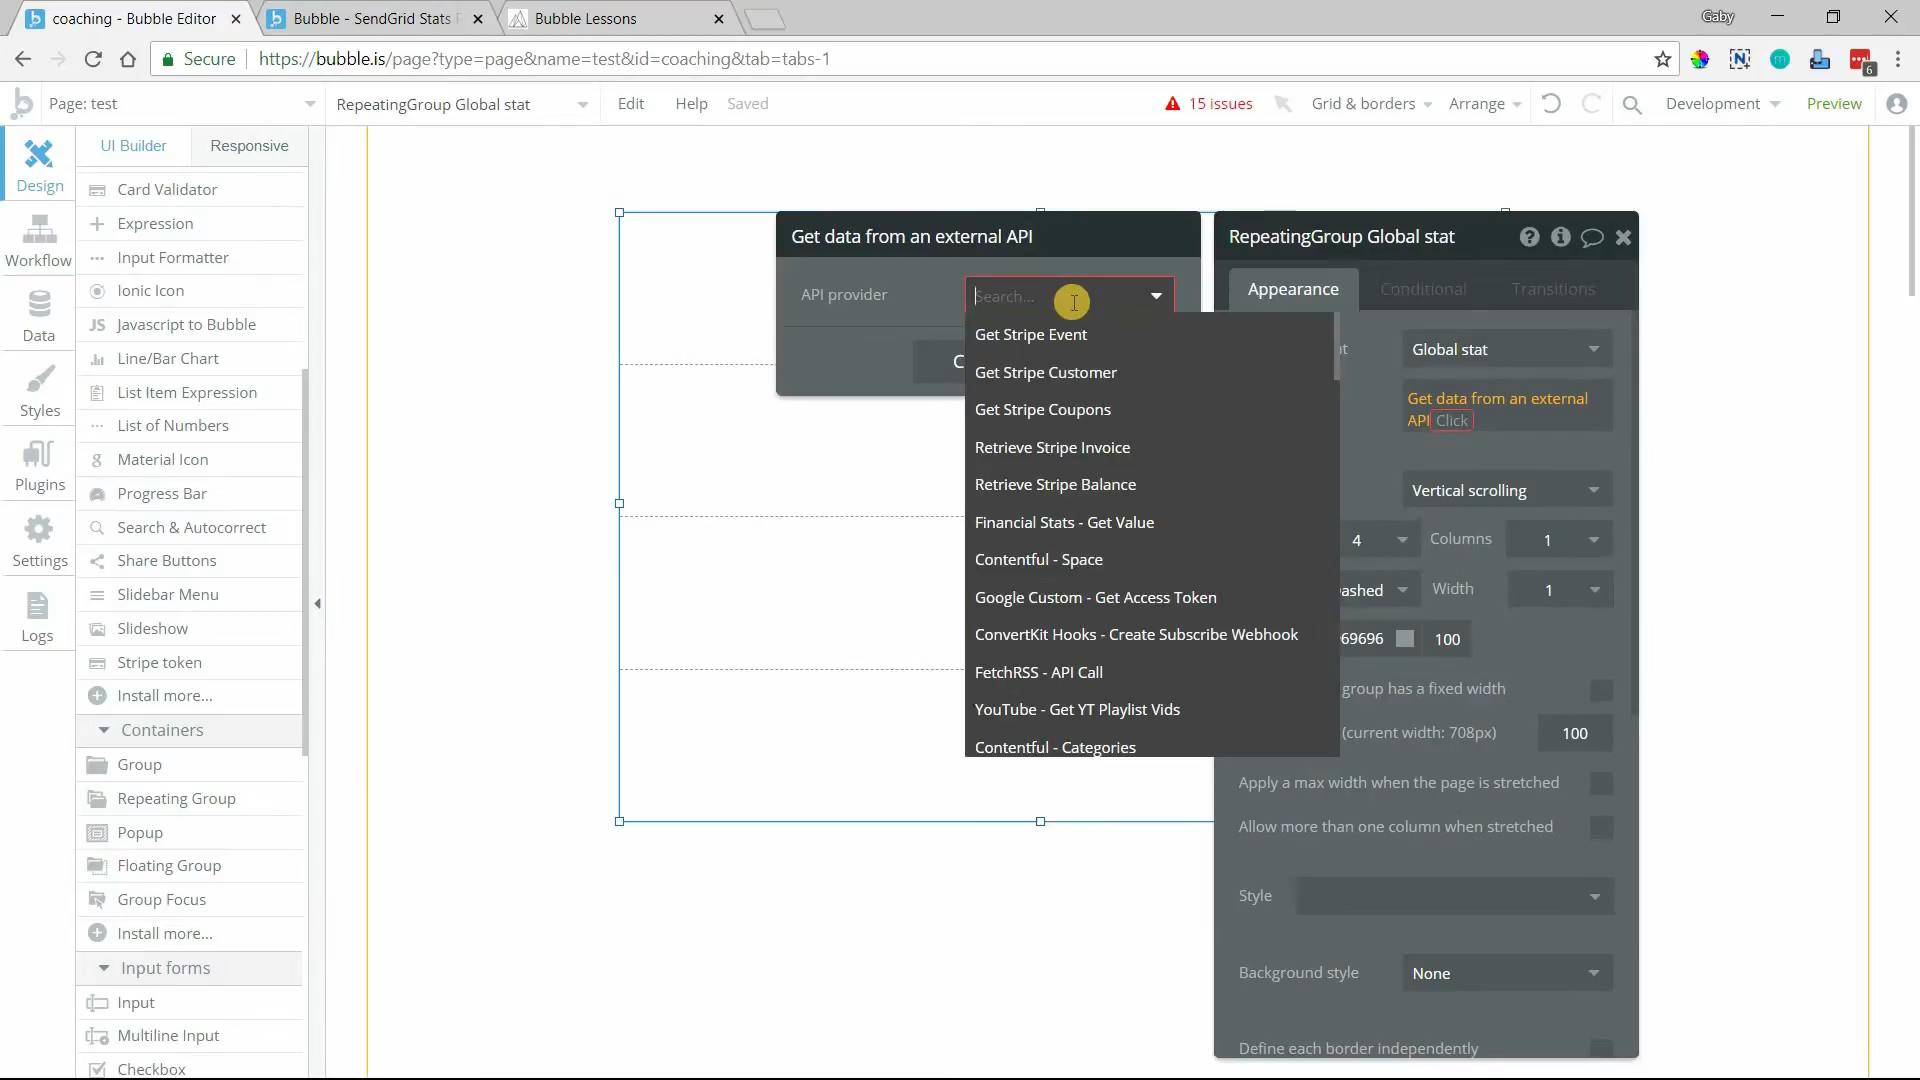 coaching - Bubble Editor
Bubble - SendGrid Stats
Bubble Lessons
Gaby
Secure
https://bubble.is/page?type=page&name=test&id=coaching&tab=tabs-1
6
Page: test
RepeatingGroup Global stat
Edit
Help
Saved
15 issues
Grid & borders
Arrange
Development
Preview
Design
Workflow
Data
Styles
Plugins
Settings
Logs
UI Builder
Responsive
Card Validator
Expression
Input Formatter
Ionic Icon
JS Javascript to Bubble
Line/Bar Chart
List Item Expression
List of Numbers
g Material Icon
Progress Bar
Search & Autocorrect
Share Buttons
Slidebar Menu
Slideshow
Stripe token
Install more...
Containers
Group
Repeating Group
Popup
Floating Group
Group Focus
Install more...
Input forms
Input
Multiline Input
Checkbox
Get data from an external API
API provider
Search...
C
Get Stripe Event
Get Stripe Customer
Get Stripe Coupons
Retrieve Stripe Invoice
Retrieve Stripe Balance
Financial Stats - Get Value
Contentful - Space
Google Custom - Get Access Token
ConvertKit Hooks - Create Subscribe Webhook
FetchRSS - API Call
YouTube - Get YT Playlist Vids
Contentful - Categories
RepeatingGroup Global stat
Appearance
Conditional
Transitions
Global stat
Get data from an external
API Click
Vertical scrolling
4
Columns
1
ashed
Width
1
69696
100
group has a fixed width
(current width: 708px)
100
Apply a max width when the page is stretched
Allow more than one column when stretched
Style
Background style
None
Define each border independently